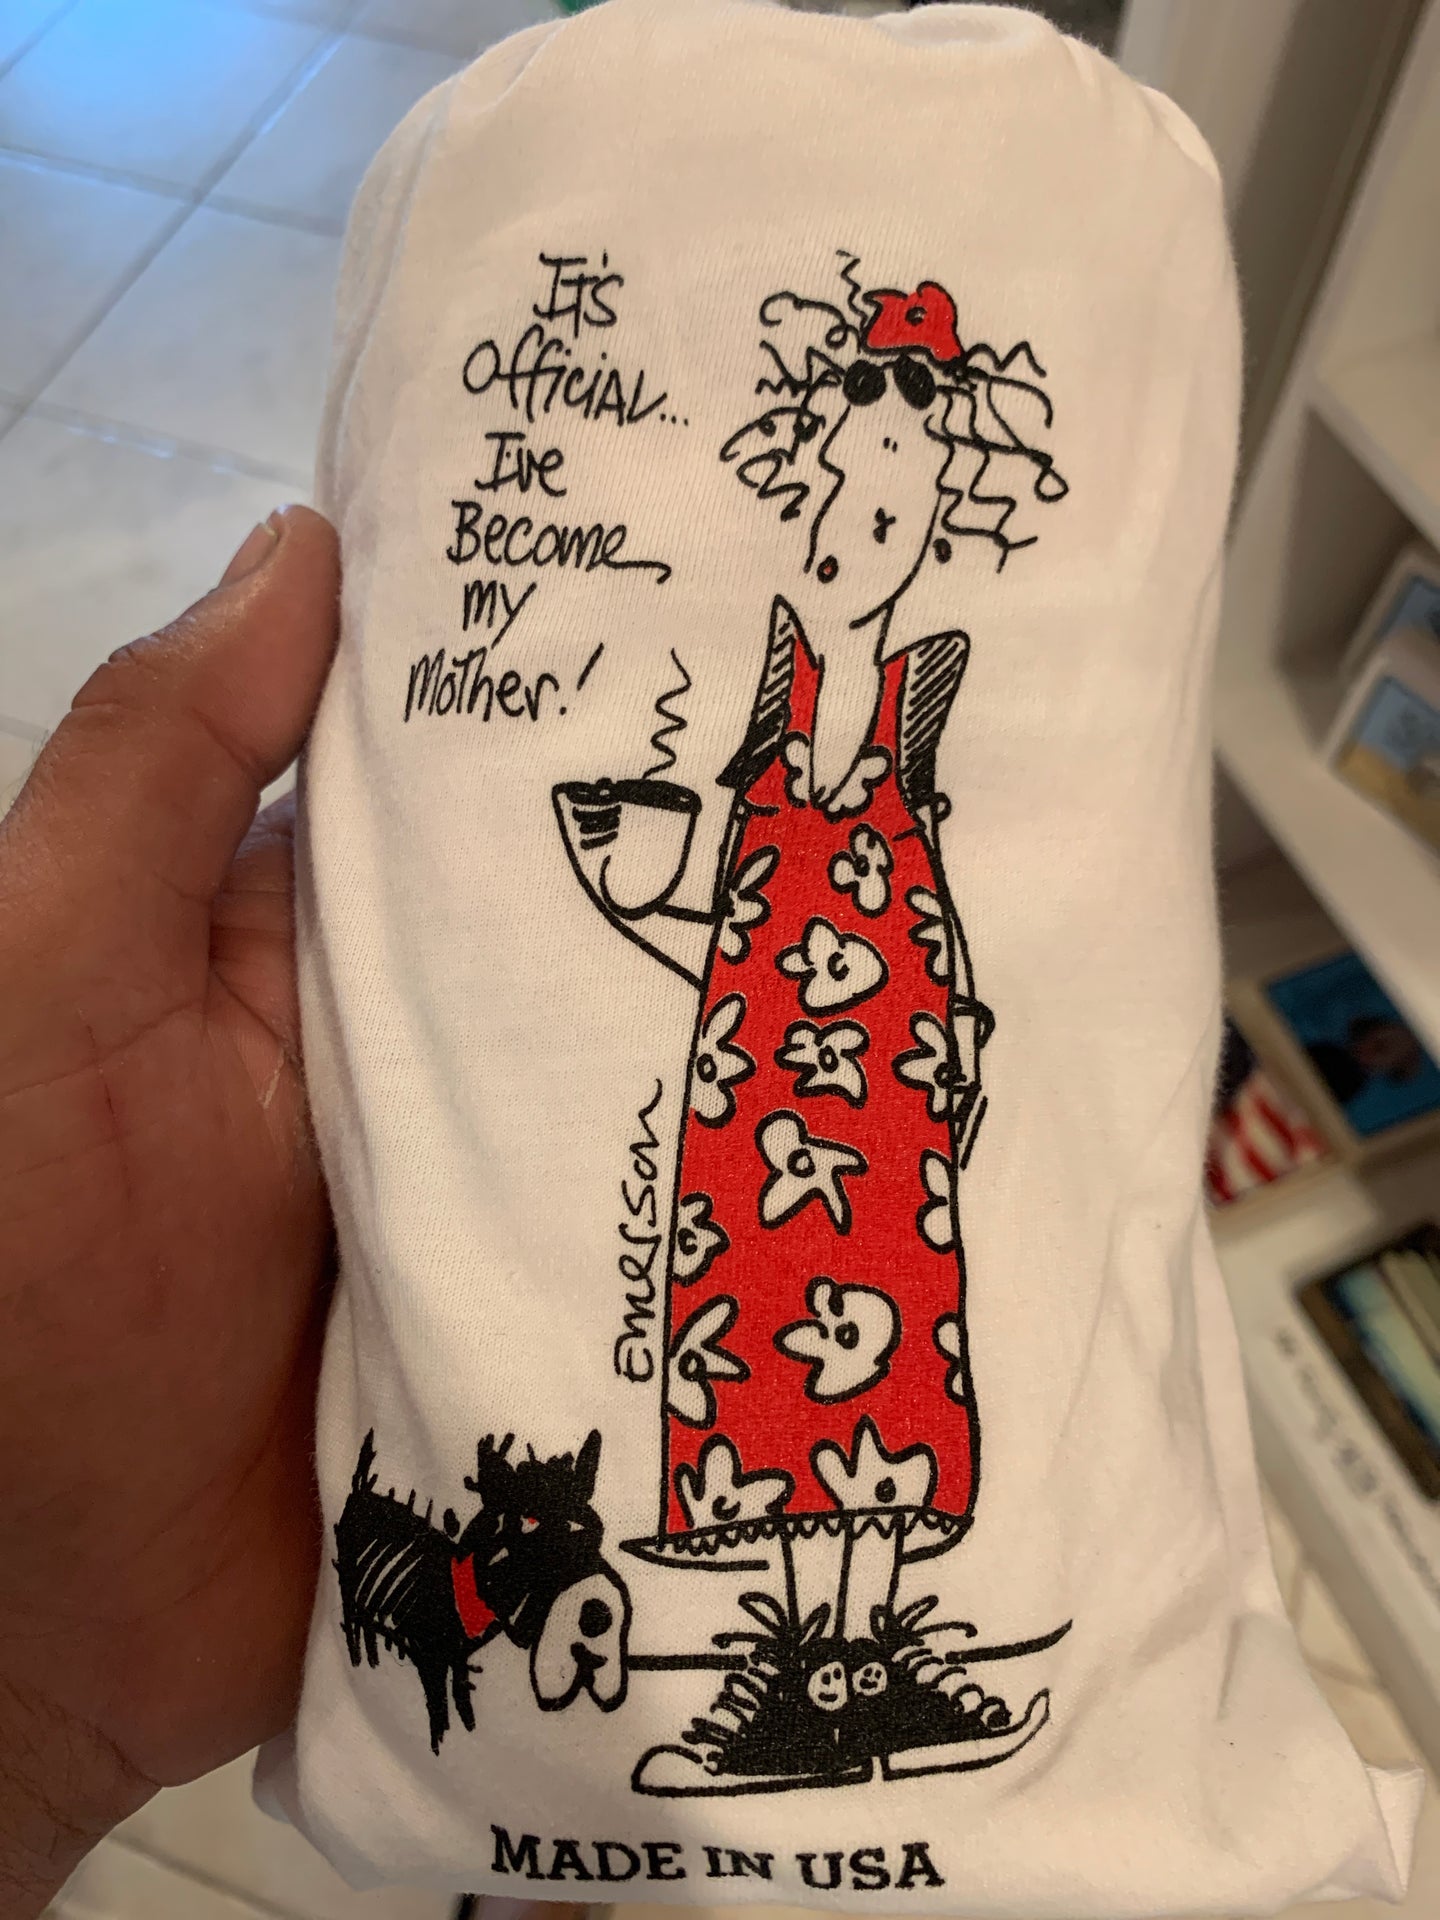 It's
Official...
I've
Become
my
Mother!
Emerson
MADE IN USA